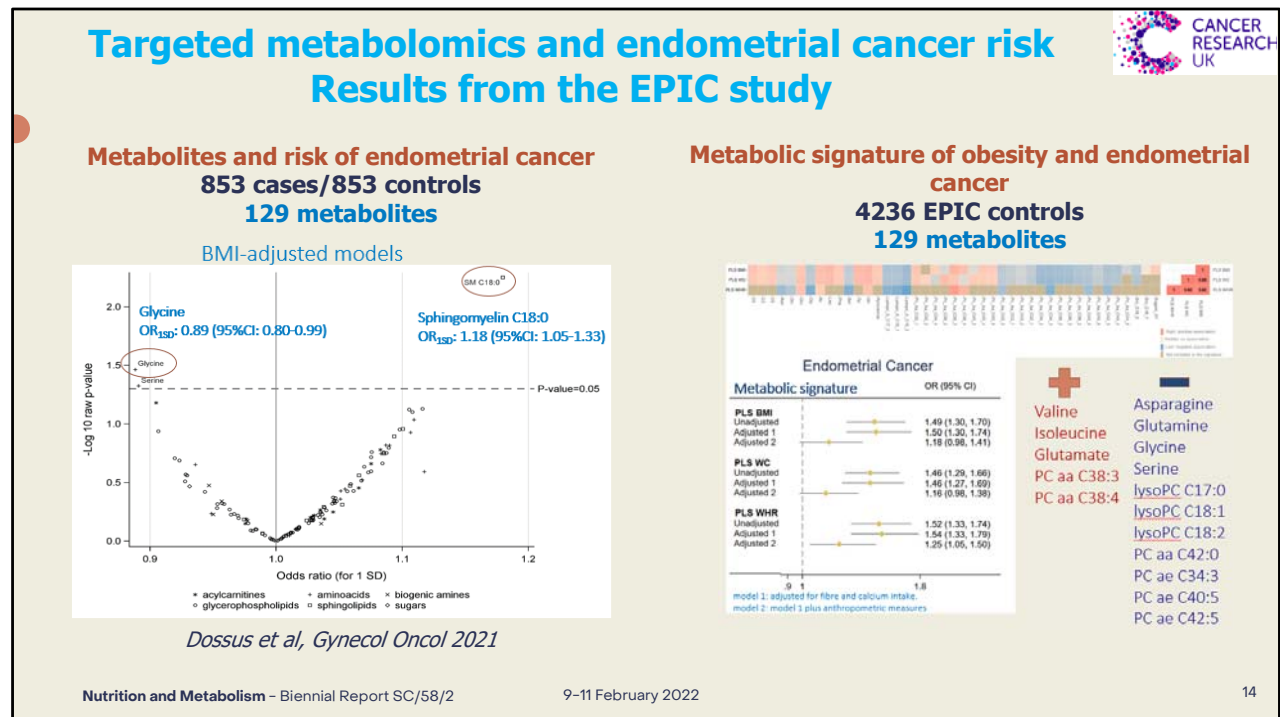 Targeted metabolomics and endometrial cancer risk
Results from the EPIC study
CANCER
RESEARCH
UK
Metabolites and risk of endometrial cancer
853 cases/853 controls
129 metabolites
BMI-adjusted models
SM C18:0
2.0
Glycine
OR1SD: 0.89 (95%CI: 0.80-0.99)
Sphingomyelin C18:0
OR1SD: 1.18 (95%CI: 1.05-1.33)
1.5
Glycine
Serine
P-value=0.05
1.0
0.5
0.0
-Log 10 raw p-value
0.9 1.0 1.1 1.2
Odds ratio (for 1 SD)
acylcarnitines aminoacids biogenic amines
glycerophospholipids sphingolipids sugars
Dossus et al, Gynecol Oncol 2021
Metabolic signature of obesity and endometrial
cancer
4236 EPIC controls
129 metabolites
PLS BMI
PLS WC
PLS WHR
Endometrial Cancer
Metabolic signature OR (95% CI)
PLS BMI
Unadjusted 1.49 (1.30, 1.70)
Adjusted 1 1.50 (1.30, 1.74)
Adjusted 2 1.18 (0.98, 1.41)
PLS WC
Unadjusted 1.46 (1.29, 1.66)
Adjusted 1 1.46 (1.27, 1.69)
Adjusted 2 1.16 (0.98, 1.38)
PLS WHR
Unadjusted 1.52 (1.33, 1.74)
Adjusted 1 1.54 (1.33, 1.79)
Adjusted 2 1.25 (1.05, 1.50)
.9 1 1.8
model 1: adjusted for fibre and calcium intake.
model 2: model 1 plus anthropometric measures
Valine
Isoleucine
Glutamate
PC aa C38:3
PC aa C38:4
Asparagine
Glutamine
Glycine
Serine
lysoPC C17:0
lysoPC C18:1
lysoPC C18:2
PC aa C42:0
PC ae C34:3
PC ae C40:5
PC ae C42:5
Nutrition and Metabolism – Biennial Report SC/58/2
9–11 February 2022
14